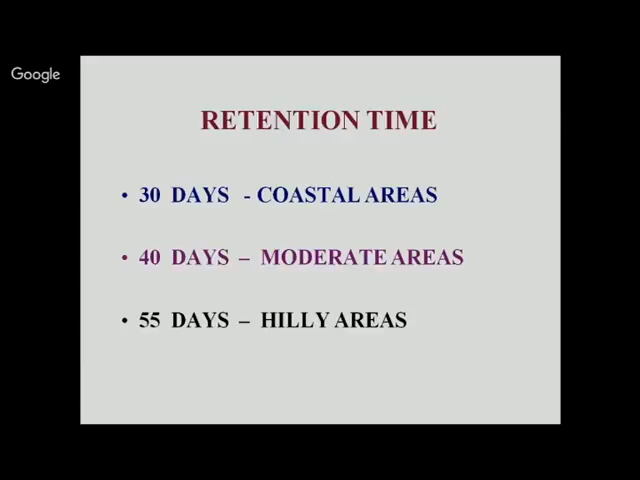 Google
RETENTION TIME
• 30 DAYS - COASTAL AREAS
• 40 DAYS – MODERATE AREAS
• 55 DAYS – HILLY AREAS